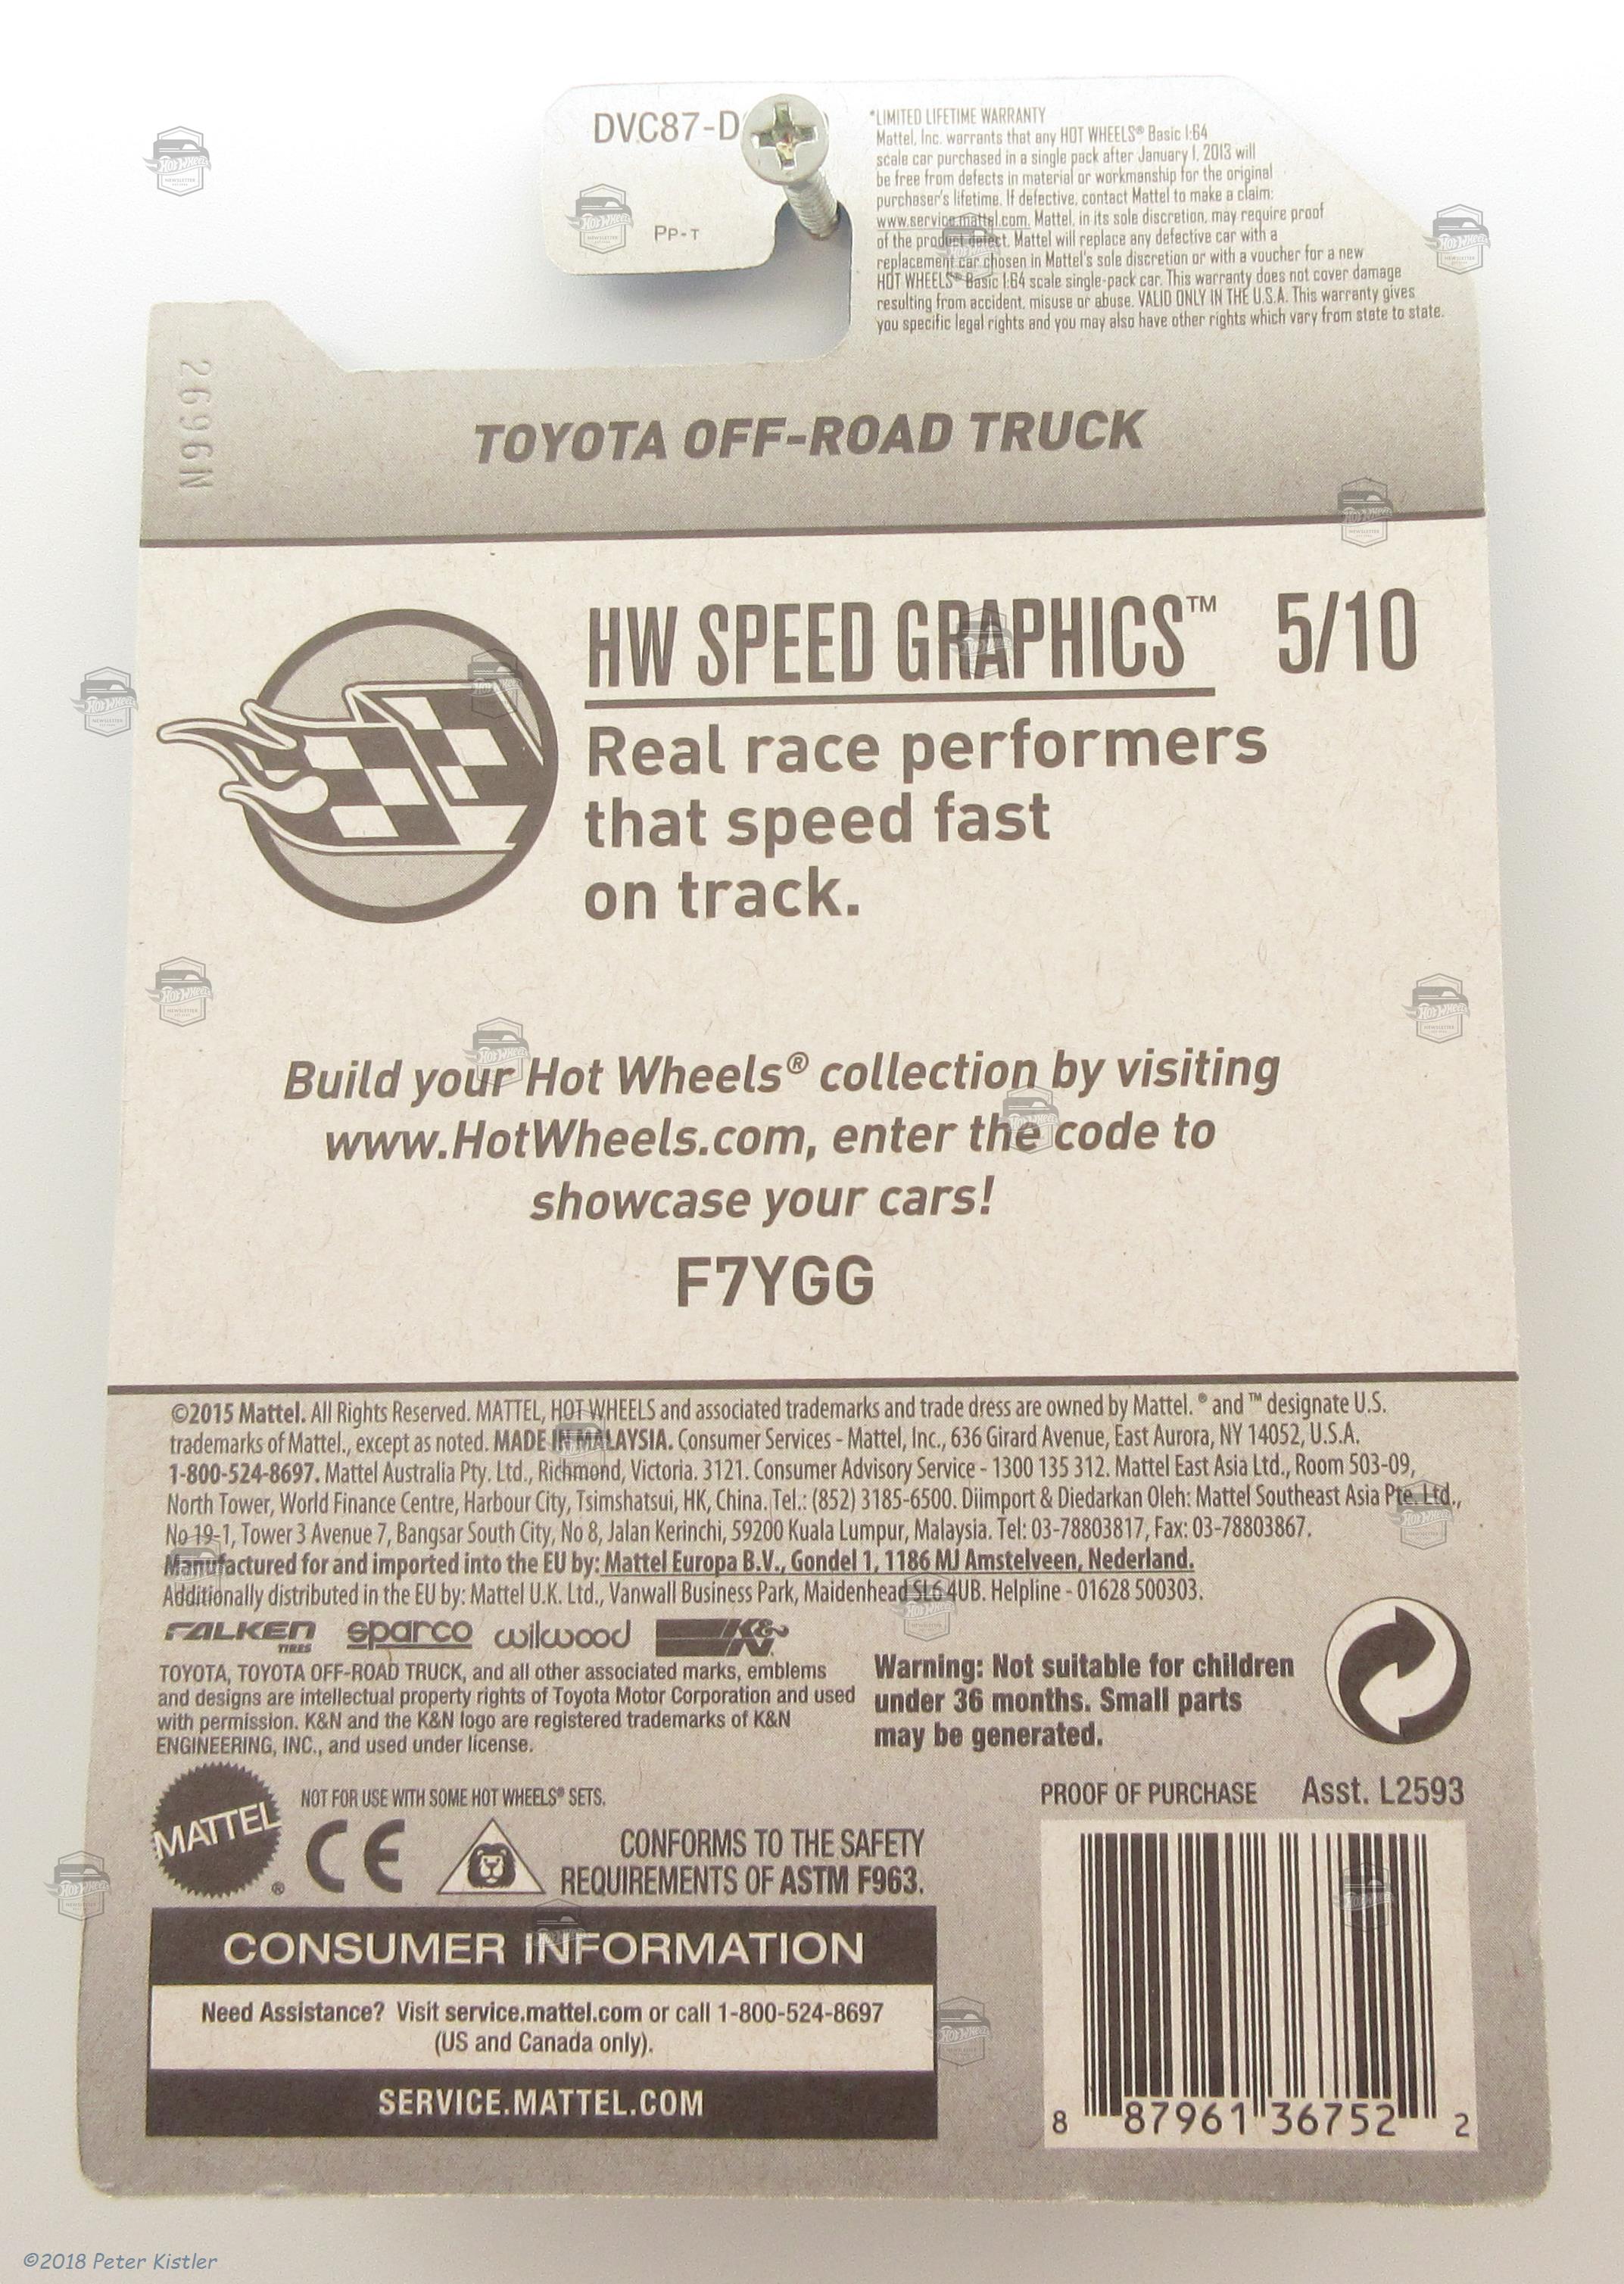 DVC87-D
PP-T
*LIMITED LIFETIME WARRANTY
Mattel, Inc. warrants that any HOT WHEELS® Basic 1:64
scale car purchased in a single pack after January 1, 2013 will
be free from defects in material or workmanship for the original
purchaser's lifetime. If defective, contact Mattel to make a claim:
www.service.mattel.com. Mattel, in its sole discretion, may require proof
of the product defect. Mattel will replace any defective car with a
replacement car chosen in Mattel's sole discretion or with a voucher for a new
HOT WHEELS® Basic 1:64 scale single-pack car. This warranty does not cover damage
resulting from accident, misuse or abuse. VALID ONLY IN THE U.S.A. This warranty gives
you specific legal rights and you may also have other rights which vary from state to state.
2696N
TOYOTA OFF-ROAD TRUCK
HW SPEED GRAPHICS™ 5/10
Real race performers
that speed fast
on track.
Build your Hot Wheels® collection by visiting
www.HotWheels.com, enter the code to
showcase your cars!
F7YGG
©2015 Mattel. All Rights Reserved. MATTEL, HOT WHEELS and associated trademarks and trade dress are owned by Mattel. ® and ™ designate U.S.
trademarks of Mattel., except as noted. MADE IN MALAYSIA. Consumer Services - Mattel, Inc., 636 Girard Avenue, East Aurora, NY 14052, U.S.A.
1-800-524-8697. Mattel Australia Pty. Ltd., Richmond, Victoria. 3121. Consumer Advisory Service - 1300 135 312. Mattel East Asia Ltd., Room 503-09,
North Tower, World Finance Centre, Harbour City, Tsimshatsui, HK, China. Tel.: (852) 3185-6500. Diimport & Diedarkan Oleh: Mattel Southeast Asia Pte. Ltd.,
No 19-1, Tower 3 Avenue 7, Bangsar South City, No 8, Jalan Kerinchi, 59200 Kuala Lumpur, Malaysia. Tel: 03-78803817, Fax: 03-78803867.
Manufactured for and imported into the EU by: Mattel Europa B.V., Gondel 1, 1186 MJ Amstelveen, Nederland.
Additionally distributed in the EU by: Mattel U.K. Ltd., Vanwall Business Park, Maidenhead SL6 4UB. Helpline - 01628 500303.
FALKEN TIRES sparco wilwood K&N
TOYOTA, TOYOTA OFF-ROAD TRUCK, and all other associated marks, emblems
and designs are intellectual property rights of Toyota Motor Corporation and used
with permission. K&N and the K&N logo are registered trademarks of K&N
ENGINEERING, INC., and used under license.
Warning: Not suitable for children
under 36 months. Small parts
may be generated.
MATTEL®
NOT FOR USE WITH SOME HOT WHEELS® SETS.
CE
CONFORMS TO THE SAFETY
REQUIREMENTS OF ASTM F963.
PROOF OF PURCHASE Asst. L2593
CONSUMER INFORMATION
Need Assistance? Visit service.mattel.com or call 1-800-524-8697
(US and Canada only).
SERVICE.MATTEL.COM
8 87961 36752 2
©2018 Peter Kistler